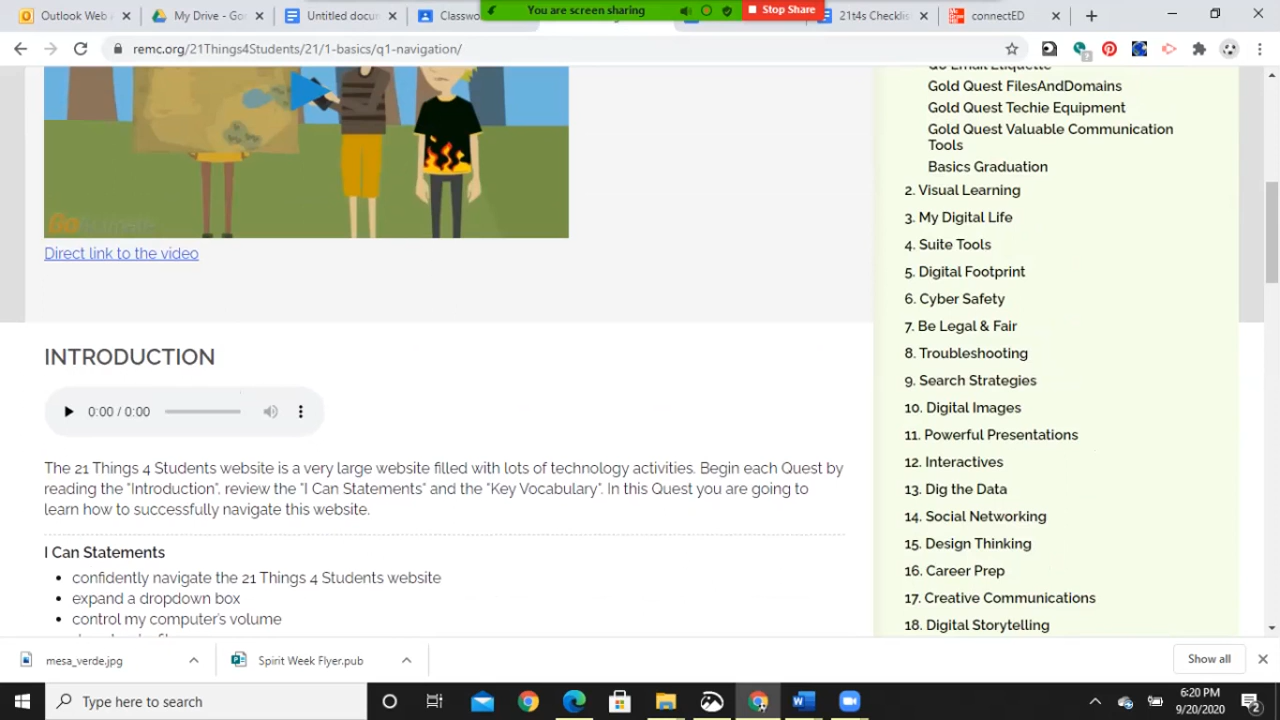 Outlook Web
My Drive - Go
Untitled docum
Classwo
You are screen sharing
Stop Share
21t4s Checklis
connectED
remc.org/21Things4Students/21/1-basics/q1-navigation/
Direct link to the video
INTRODUCTION
0:00 / 0:00
The 21 Things 4 Students website is a very large website filled with lots of technology activities. Begin each Quest by
reading the "Introduction", review the "I Can Statements" and the "Key Vocabulary". In this Quest you are going to
learn how to successfully navigate this website.
I Can Statements
• confidently navigate the 21 Things 4 Students website
• expand a dropdown box
• control my computer's volume
Email Etiquette
Gold Quest FilesAndDomains
Gold Quest Techie Equipment
Gold Quest Valuable Communication
Tools
Basics Graduation
2. Visual Learning
3. My Digital Life
4. Suite Tools
5. Digital Footprint
6. Cyber Safety
7. Be Legal & Fair
8. Troubleshooting
9. Search Strategies
10. Digital Images
11. Powerful Presentations
12. Interactives
13. Dig the Data
14. Social Networking
15. Design Thinking
16. Career Prep
17. Creative Communications
18. Digital Storytelling
mesa_verde.jpg
Spirit Week Flyer.pub
Show all
Type here to search
6:20 PM
9/20/2020
2